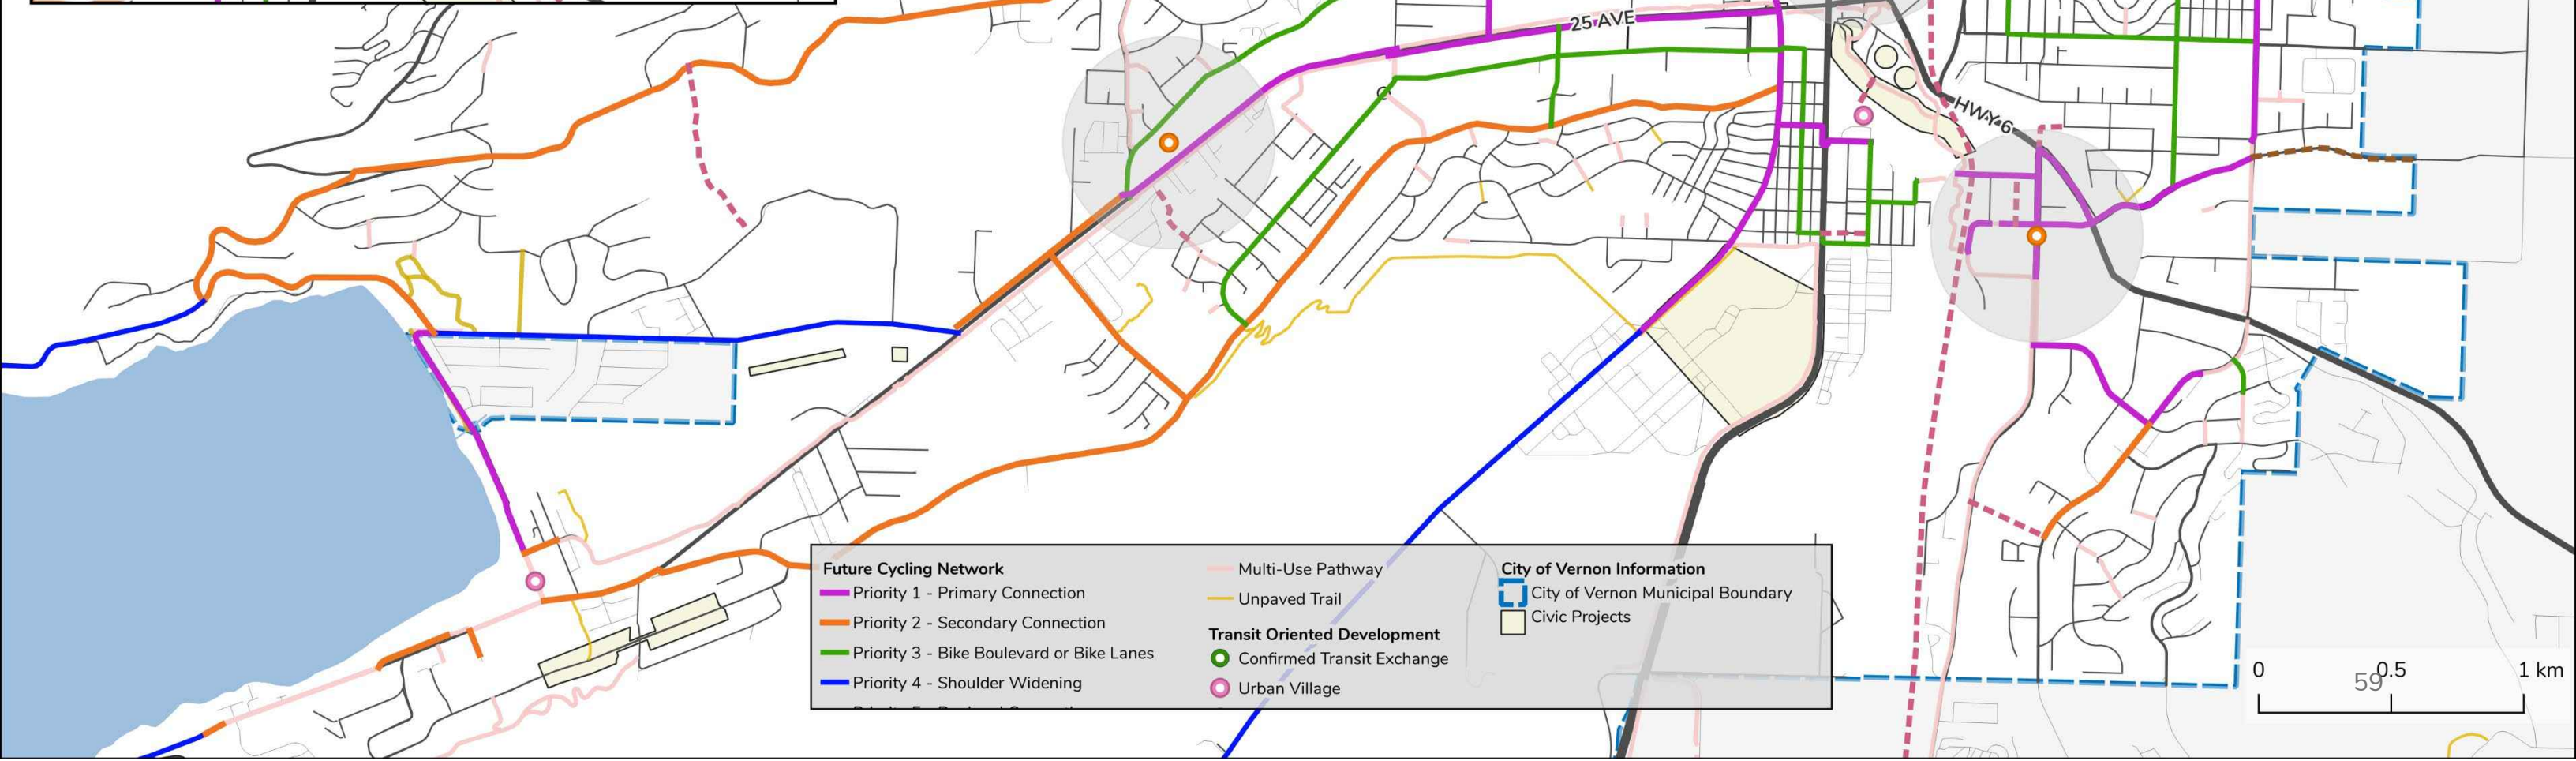 25 AVE
HWY 6
Future Cycling Network
Priority 1 - Primary Connection
Priority 2 - Secondary Connection
Priority 3 - Bike Boulevard or Bike Lanes
Priority 4 - Shoulder Widening
Multi-Use Pathway
Unpaved Trail
Transit Oriented Development
Confirmed Transit Exchange
Urban Village
City of Vernon Information
City of Vernon Municipal Boundary
Civic Projects
0 0.5 1 km
59